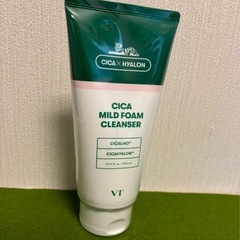 CICA × HYALON
CICA
MILD FOAM
CLEANSER
CICALIAO™
CICAHYALON™
VT